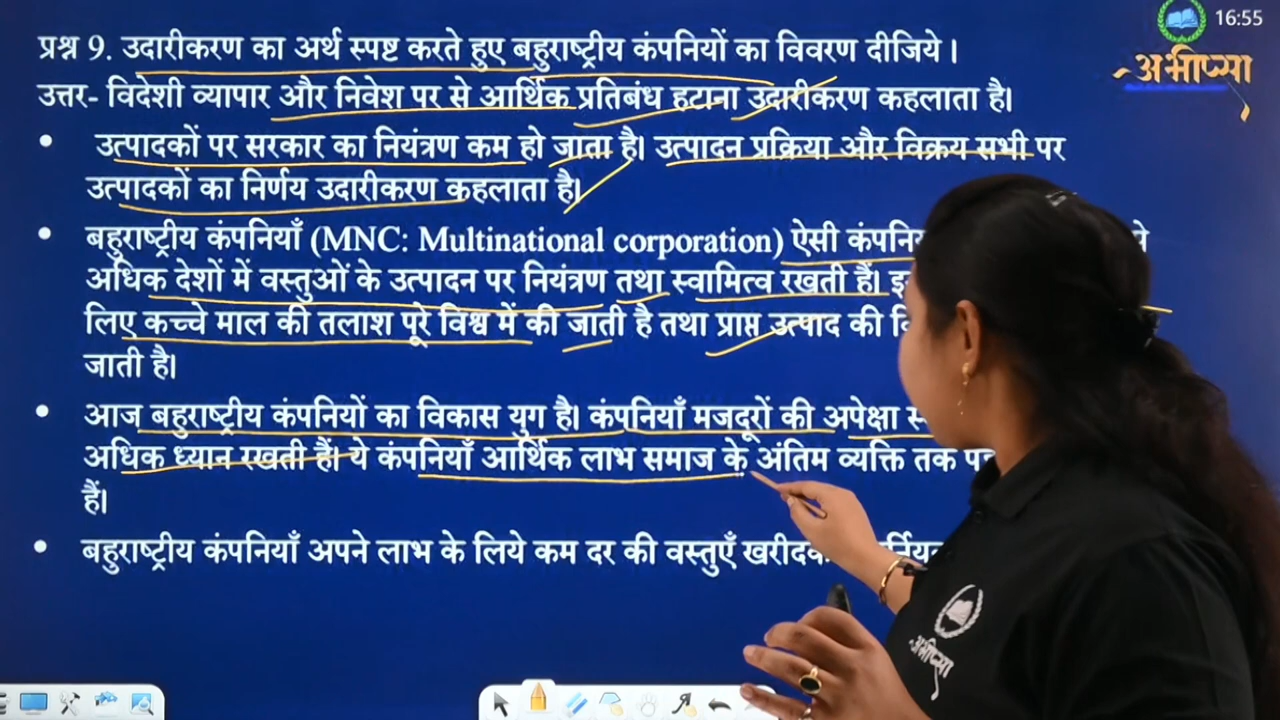 16:55
अभीप्सा
प्रश्न 9. उदारीकरण का अर्थ स्पष्ट करते हुए बहुराष्ट्रीय कंपनियों का विवरण दीजिये ।
उत्तर- विदेशी व्यापार और निवेश पर से आर्थिक प्रतिबंध हटाना उदारीकरण कहलाता है।
• उत्पादकों पर सरकार का नियंत्रण कम हो जाता है। उत्पादन प्रक्रिया और विक्रय सभी पर
उत्पादकों का निर्णय उदारीकरण कहलाता है।
• बहुराष्ट्रीय कंपनियाँ (MNC: Multinational corporation) ऐसी से
अधिक देशों में वस्तुओं के उत्पादन पर नियंत्रण तथा स्वामित्व रखती हैं।
लिए कच्चे माल की तलाश पूरे विश्व में की जाती है तथा प्राप्त उत्पाद की
जाती है।
• आज बहुराष्ट्रीय कंपनियों का विकास युग है। कंपनियाँ मजदूरों की अपेक्षा
अधिक ध्यान रखती हैं। ये कंपनियाँ आर्थिक लाभ समाज के अंतिम व्यक्ति तक
हैं।
• बहुराष्ट्रीय कंपनियाँ अपने लाभ के लिये कम दर की वस्तुएँ
अभीप्सा